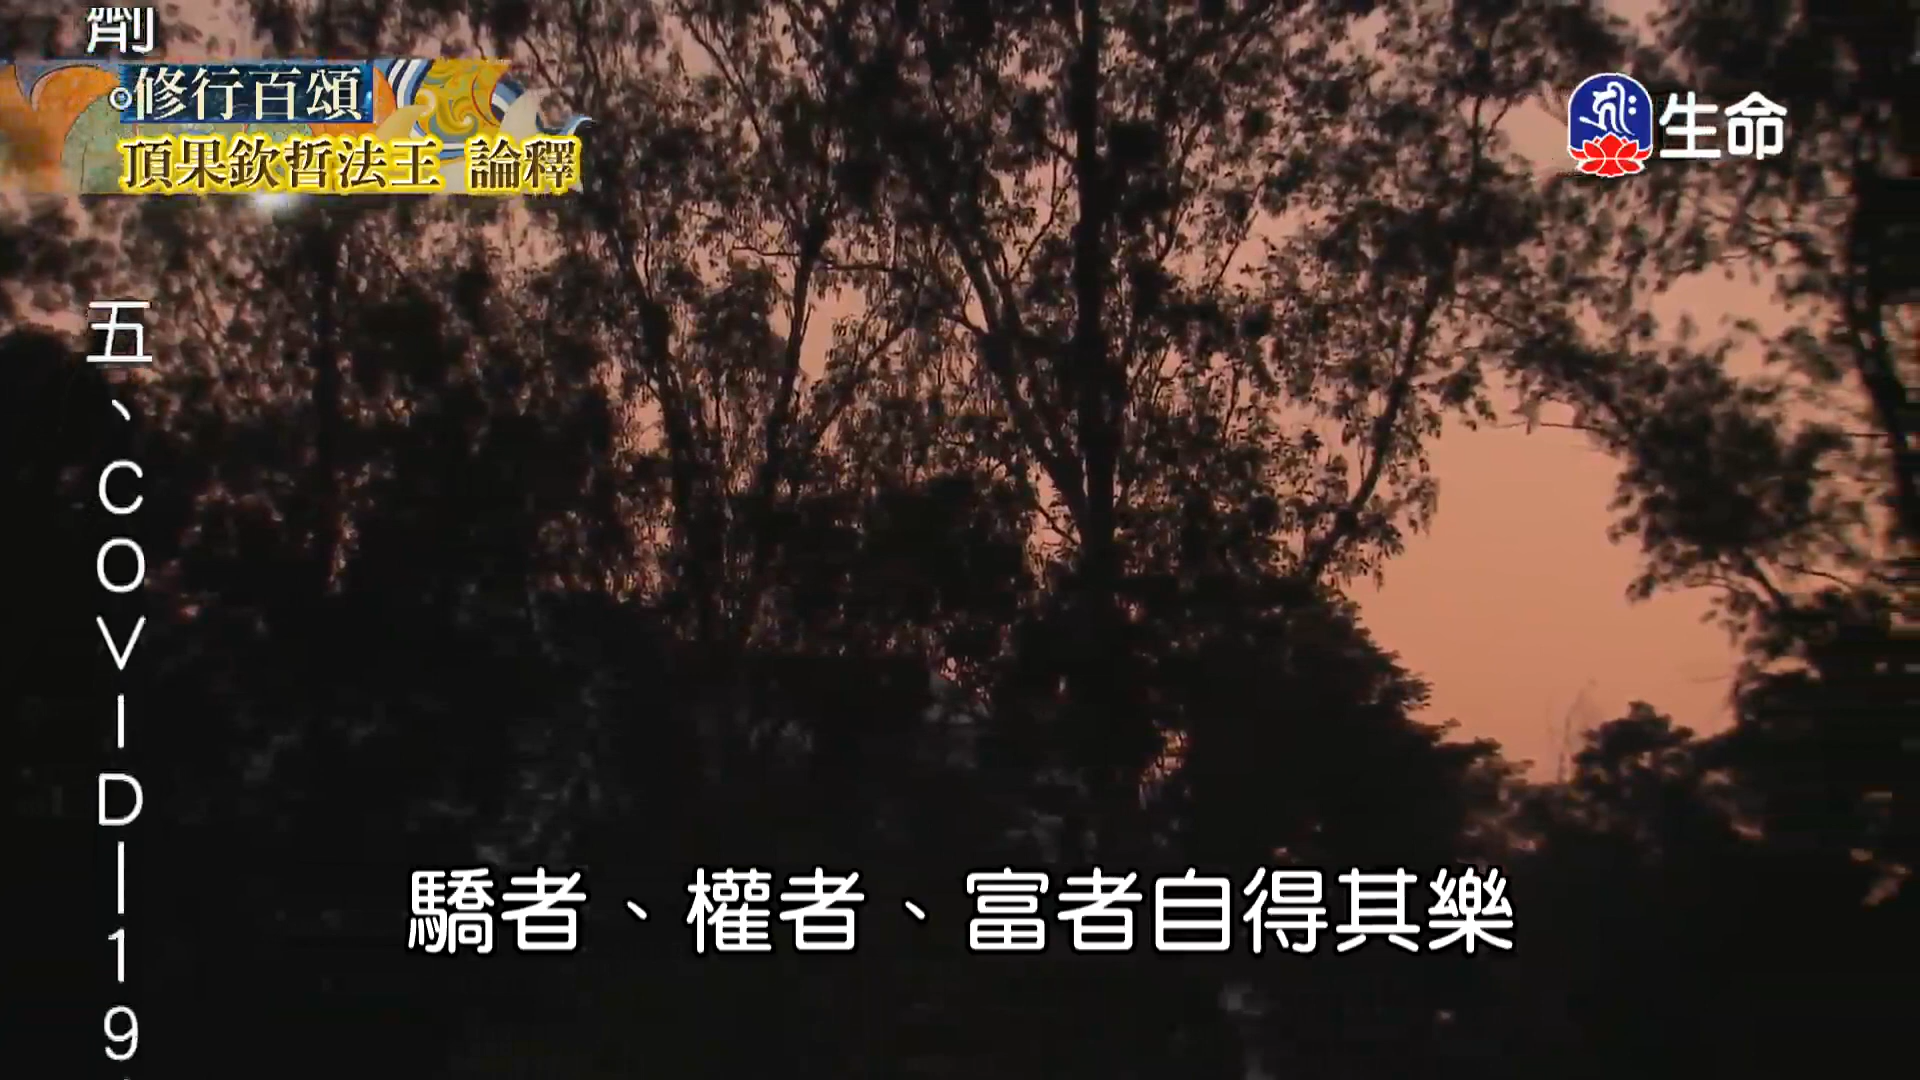 劑。
五、COVID-19
修行百頌
頂果欽哲法王 論釋
生命
驕者、權者、富者自得其樂